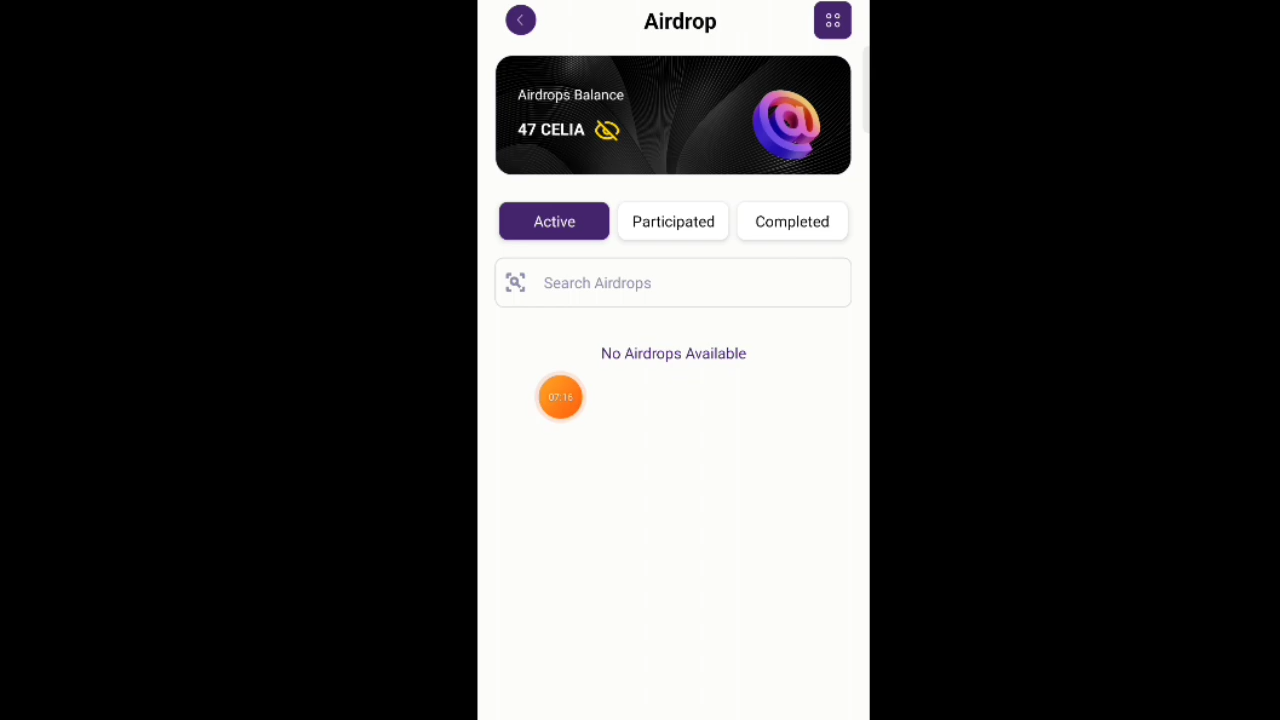 Airdrop
Airdrops Balance
47 CELIA
Active
Participated
Completed
Search Airdrops
No Airdrops Available
07:16